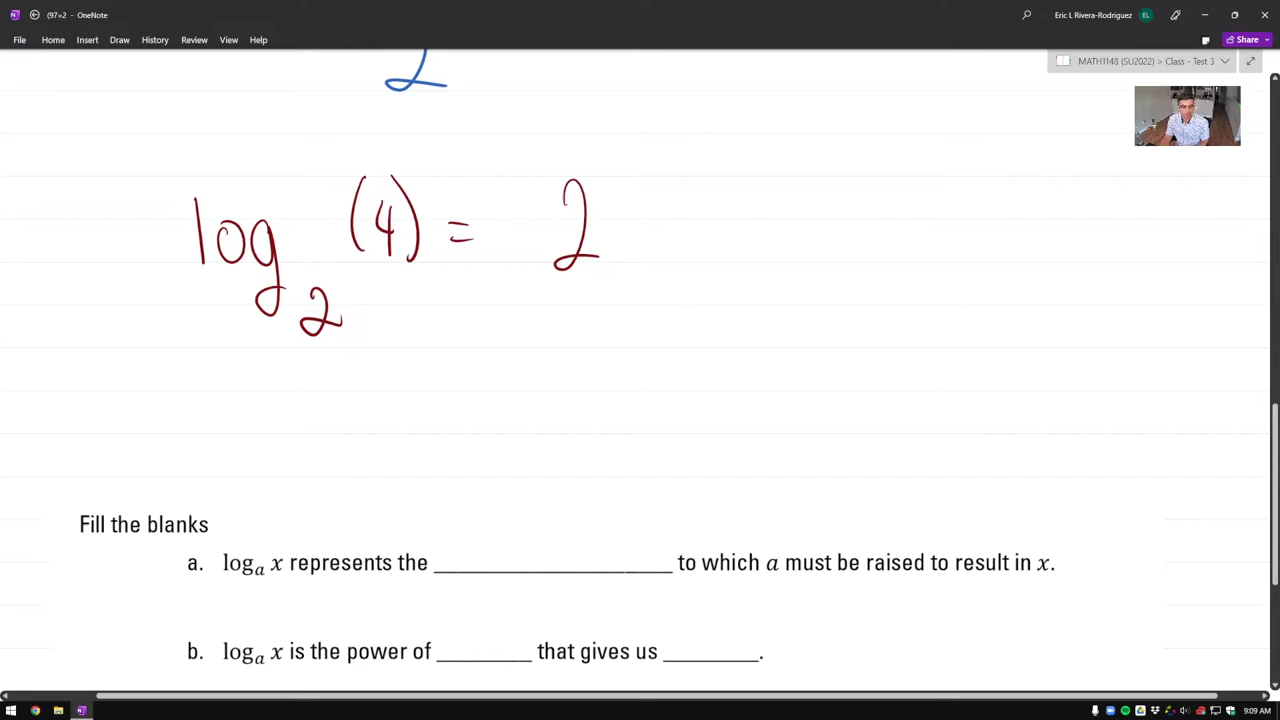 (97=2 - OneNote
Eric L Rivera-Rodriguez EL
File Home Insert Draw History Review View Help
Share
MATH1148 (SU2022) > Class - Test 3
2
log₂ (4) = 2
Fill the blanks
a. logₐ x represents the ____________________ to which a must be raised to result in x.
b. logₐ x is the power of ________ that gives us ________.
9:09 AM